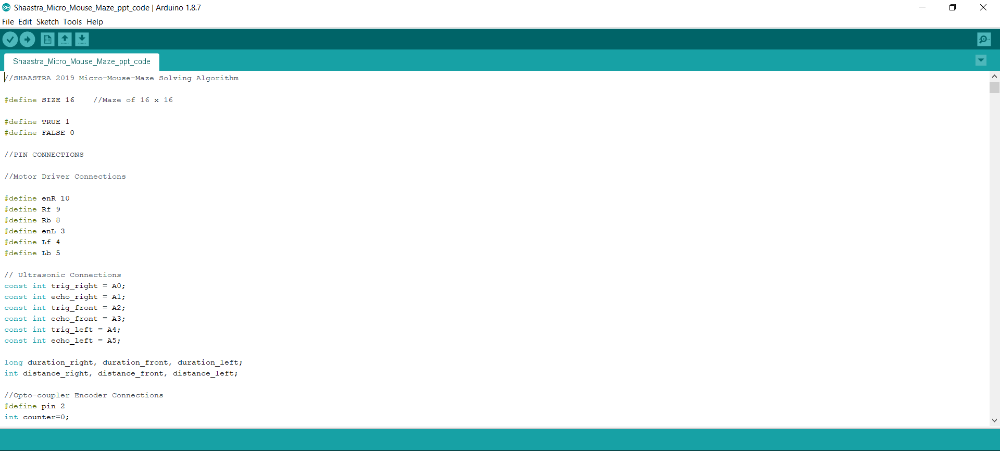 Shaastra_Micro_Mouse_Maze_ppt_code | Arduino 1.8.7
File Edit Sketch Tools Help
Shaastra_Micro_Mouse_Maze_ppt_code
//SHAASTRA 2019 Micro-Mouse-Maze Solving Algorithm
#define SIZE 16    //Maze of 16 x 16
#define TRUE 1
#define FALSE 0
//PIN CONNECTIONS
//Motor Driver Connections
#define enR 10
#define Rf 9
#define Rb 8
#define enL 3
#define Lf 4
#define Lb 5
// Ultrasonic Connections
const int trig_right = A0;
const int echo_right = A1;
const int trig_front = A2;
const int echo_front = A3;
const int trig_left = A4;
const int echo_left = A5;
long duration_right, duration_front, duration_left;
int distance_right, distance_front, distance_left;
//Opto-coupler Encoder Connections
#define pin 2
int counter=0;